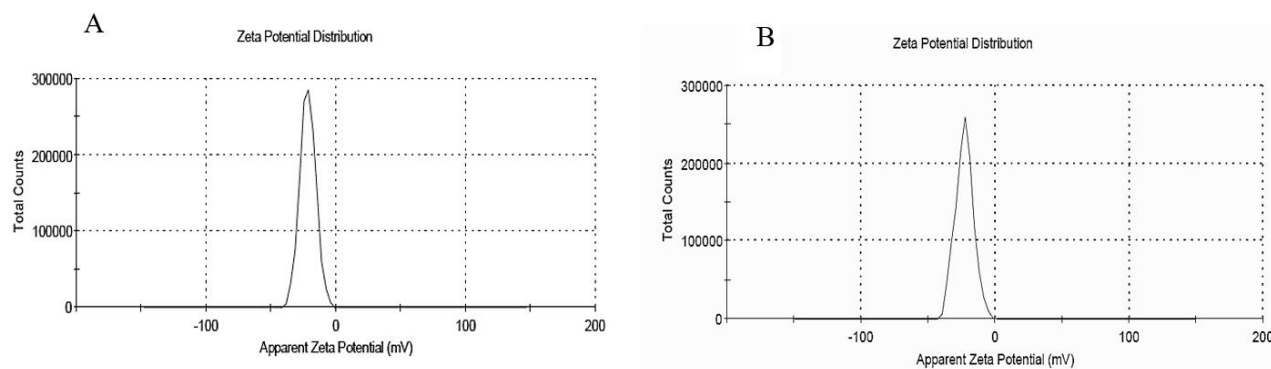 A
Zeta Potential Distribution
300000
200000
100000
0
Total Counts
-100
0
100
200
Apparent Zeta Potential (mV)
B
Zeta Potential Distribution
300000
200000
100000
0
Total Counts
-100
0
100
200
Apparent Zeta Potential (mV)